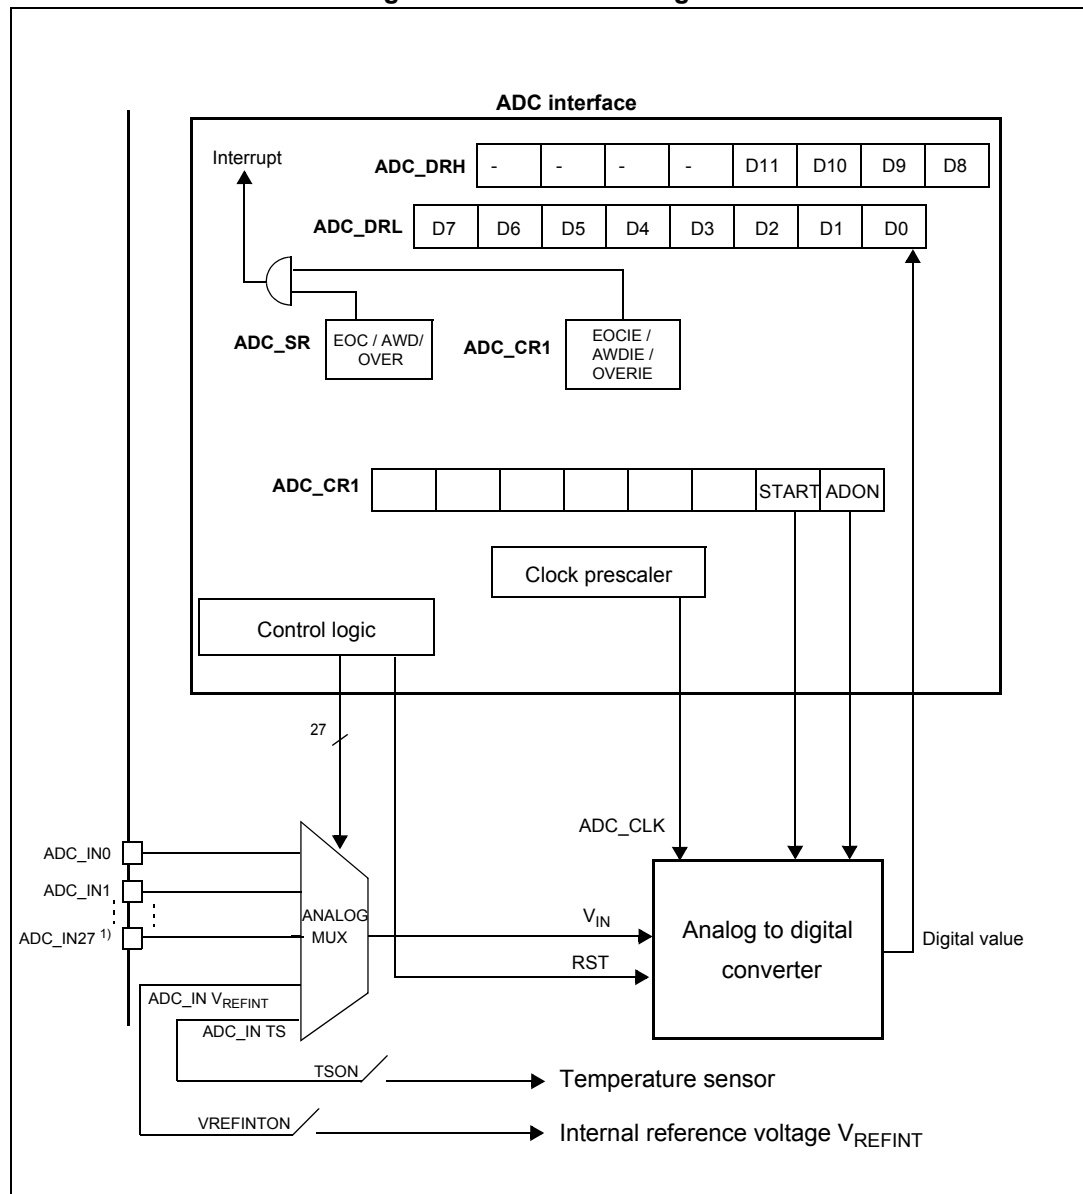 ADC interface
Interrupt
ADC_DRH - - - - D11 D10 D9 D8
ADC_DRL D7 D6 D5 D4 D3 D2 D1 D0
ADC_SR
EOC / AWD/
OVER
ADC_CR1
EOCIE /
AWDIE /
OVERIE
ADC_CR1 START ADON
Clock prescaler
Control logic
27
ADC_CLK
ADC_IN0
ADC_IN1
ADC_IN27 1)
ANALOG
MUX
VIN
RST
Analog to digital
converter
Digital value
ADC_IN VREFINT
ADC_IN TS
TSON
Temperature sensor
VREFINTON
Internal reference voltage VREFINT